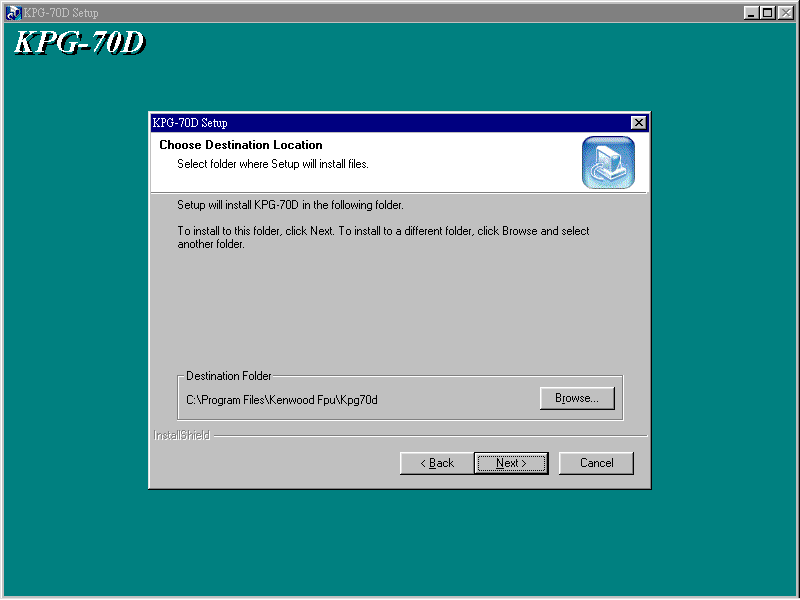 KPG-70D Setup
KPG-70D
KPG-70D Setup
Choose Destination Location
Select folder where Setup will install files.
Setup will install KPG-70D in the following folder.
To install to this folder, click Next. To install to a different folder, click Browse and select
another folder.
Destination Folder
C:\Program Files\Kenwood Fpu\Kpg70d
Browse...
InstallShield
< Back
Next >
Cancel